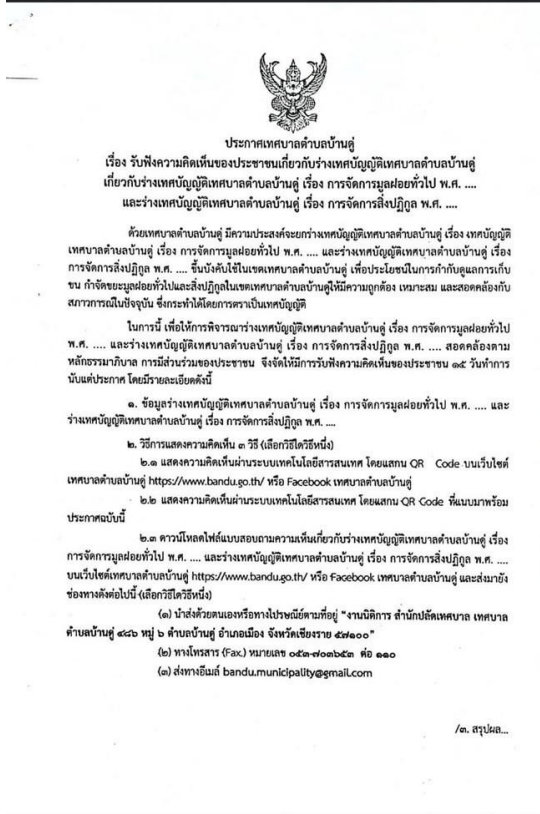 ประกาศเทศบาลตำบลบ้านดู่
เรื่อง รับฟังความคิดเห็นของประชาชนเกี่ยวกับร่างเทศบัญญัติเทศบาลตำบลบ้านดู่
เกี่ยวกับร่างเทศบัญญัติเทศบาลตำบลบ้านดู่ เรื่อง การจัดการมูลฝอยทั่วไป พ.ศ. ....
และร่างเทศบัญญัติเทศบาลตำบลบ้านดู่ เรื่อง การจัดการสิ่งปฏิกูล พ.ศ. ....
ด้วยเทศบาลตำบลบ้านดู่ มีความประสงค์จะยกร่างเทศบัญญัติเทศบาลตำบลบ้านดู่ เรื่อง เทศบัญญัติ
เทศบาลตำบลบ้านดู่ เรื่อง การจัดการมูลฝอยทั่วไป พ.ศ. .... และร่างเทศบัญญัติเทศบาลตำบลบ้านดู่ เรื่อง
การจัดการสิ่งปฏิกูล พ.ศ. .... ขึ้นบังคับใช้ในเขตเทศบาลตำบลบ้านดู่ เพื่อประโยชน์ในการกำกับดูแลการเก็บ
ขน กำจัดขยะมูลฝอยทั่วไปและสิ่งปฏิกูลในเขตเทศบาลตำบลบ้านดู่ให้มีความถูกต้อง เหมาะสม และสอดคล้องกับ
สภาวการณ์ในปัจจุบัน ซึ่งกระทำได้โดยการตราเป็นเทศบัญญัติ
ในการนี้ เพื่อให้การพิจารณาร่างเทศบัญญัติเทศบาลตำบลบ้านดู่ เรื่อง การจัดการมูลฝอยทั่วไป
พ.ศ. .... และร่างเทศบัญญัติเทศบาลตำบลบ้านดู่ เรื่อง การจัดการสิ่งปฏิกูล พ.ศ. .... สอดคล้องตาม
หลักธรรมาภิบาล การมีส่วนร่วมของประชาชน จึงจัดให้มีการรับฟังความคิดเห็นของประชาชน ๑๕ วันทำการ
นับแต่ประกาศ โดยมีรายละเอียดดังนี้
๑. ข้อมูลร่างเทศบัญญัติเทศบาลตำบลบ้านดู่ เรื่อง การจัดการมูลฝอยทั่วไป พ.ศ. .... และ
ร่างเทศบัญญัติเทศบาลตำบลบ้านดู่ เรื่อง การจัดการสิ่งปฏิกูล พ.ศ. ....
๒. วิธีการแสดงความคิดเห็น ๓ วิธี (เลือกวิธีใดวิธีหนึ่ง)
๒.๑ แสดงความคิดเห็นผ่านระบบเทคโนโลยีสารสนเทศ โดยสแกน QR Code บนเว็บไซต์
เทศบาลตำบลบ้านดู่ https://www.bandu.go.th/ หรือ Facebook เทศบาลตำบลบ้านดู่
๒.๒ แสดงความคิดเห็นผ่านระบบเทคโนโลยีสารสนเทศ โดยสแกน QR Code ที่แนบมาพร้อม
ประกาศฉบับนี้
๒.๓ ดาวน์โหลดไฟล์แบบสอบถามความเห็นเกี่ยวกับร่างเทศบัญญัติเทศบาลตำบลบ้านดู่ เรื่อง
การจัดการมูลฝอยทั่วไป พ.ศ. .... และร่างเทศบัญญัติเทศบาลตำบลบ้านดู่ เรื่อง การจัดการสิ่งปฏิกูล พ.ศ. ....
บนเว็บไซต์เทศบาลตำบลบ้านดู่ https://www.bandu.go.th/ หรือ Facebook เทศบาลตำบลบ้านดู่ และส่งมายัง
ช่องทางดังต่อไปนี้ (เลือกวิธีใดวิธีหนึ่ง)
(๑) นำส่งด้วยตนเองหรือทางไปรษณีย์ตามที่อยู่ "งานนิติการ สำนักปลัดเทศบาล เทศบาล
ตำบลบ้านดู่ ๔๘๖ หมู่ ๖ ตำบลบ้านดู่ อำเภอเมือง จังหวัดเชียงราย ๕๗๑๐๐"
(๒) ทางโทรสาร (Fax.) หมายเลข ๐๕๓-๗๐๓๖๕๓ ต่อ ๑๑๐
(๓) ส่งทางอีเมล์ bandu.municipality@gmail.com
/๓. สรุปผล...